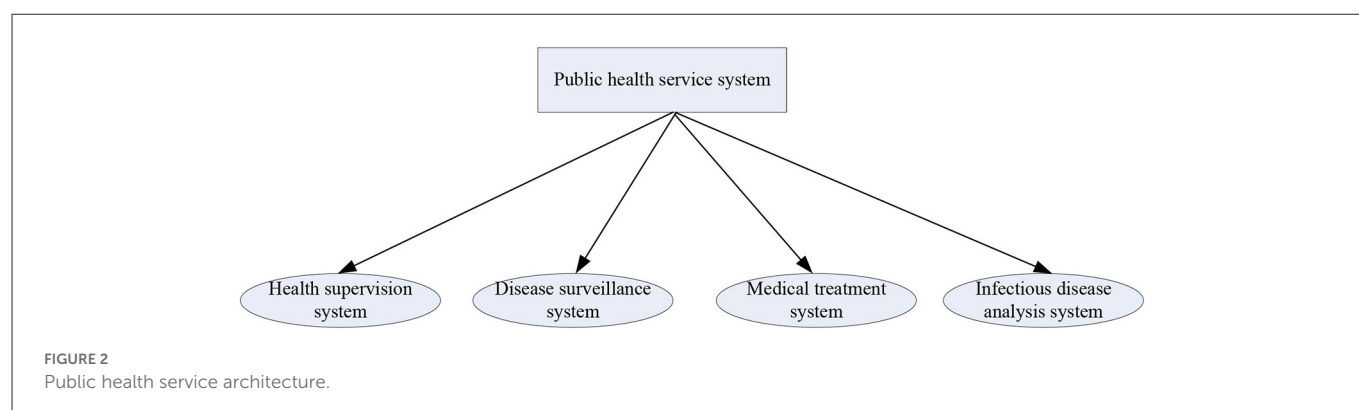 Public health service system
Health supervision
system
Disease surveillance
system
Medical treatment
system
Infectious disease
analysis system
FIGURE 2
Public health service architecture.